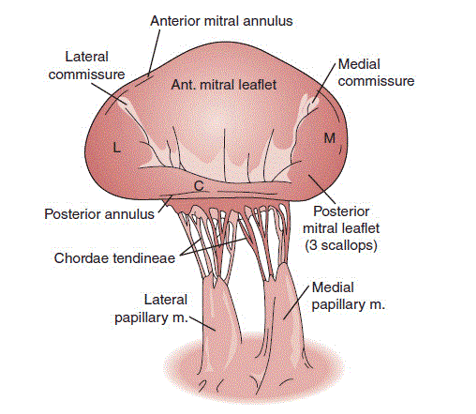 Anterior mitral annulus
Lateral
commissure
Medial
commissure
Ant. mitral leaflet
L
M
C
Posterior annulus
Posterior
mitral leaflet
(3 scallops)
Chordae tendineae
Lateral
papillary m.
Medial
papillary m.